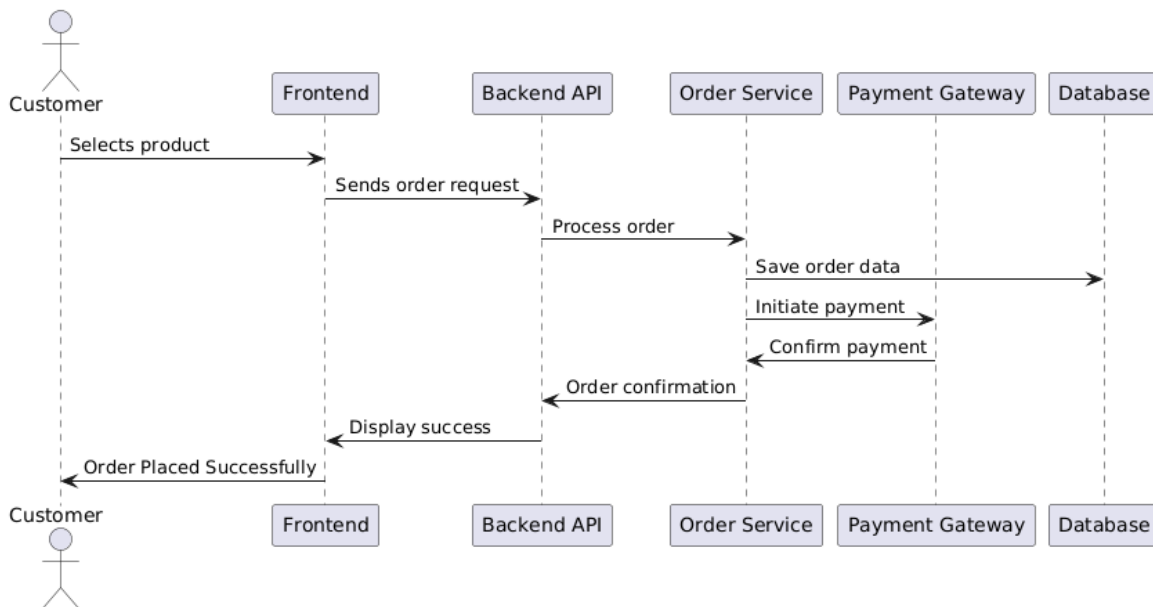 Customer
Frontend
Backend API
Order Service
Payment Gateway
Database
Selects product
Sends order request
Process order
Save order data
Initiate payment
Confirm payment
Order confirmation
Display success
Order Placed Successfully
Customer
Frontend
Backend API
Order Service
Payment Gateway
Database